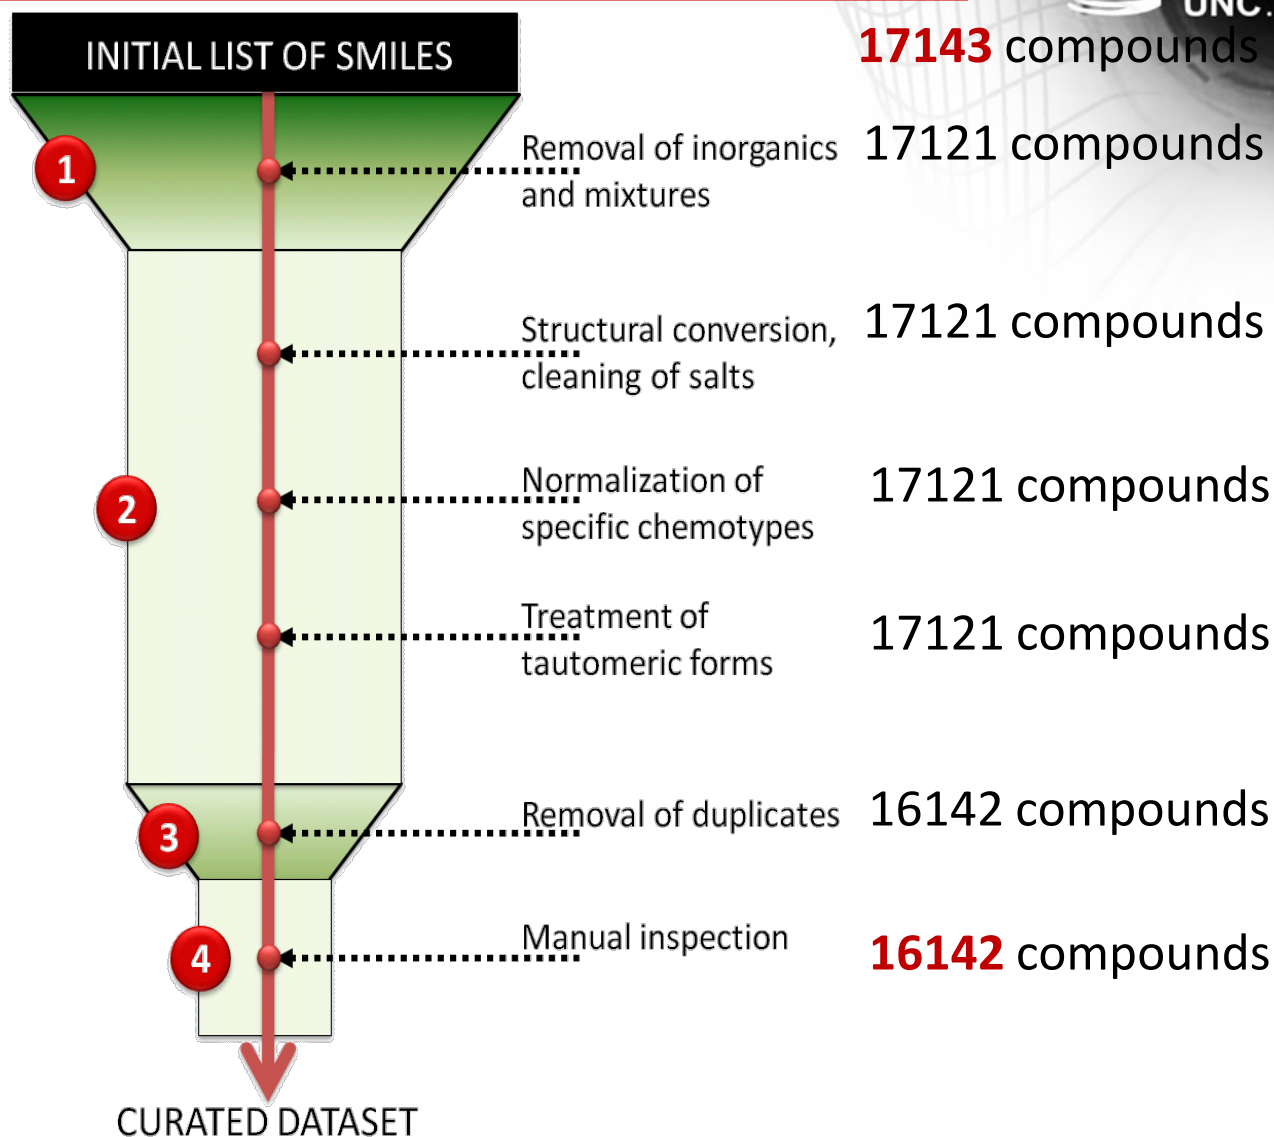 UNC.
INITIAL LIST OF SMILES
17143 compounds
1
Removal of inorganics
and mixtures
17121 compounds
Structural conversion,
cleaning of salts
17121 compounds
2
Normalization of
specific chemotypes
17121 compounds
Treatment of
tautomeric forms
17121 compounds
3
Removal of duplicates
16142 compounds
4
Manual inspection
16142 compounds
CURATED DATASET